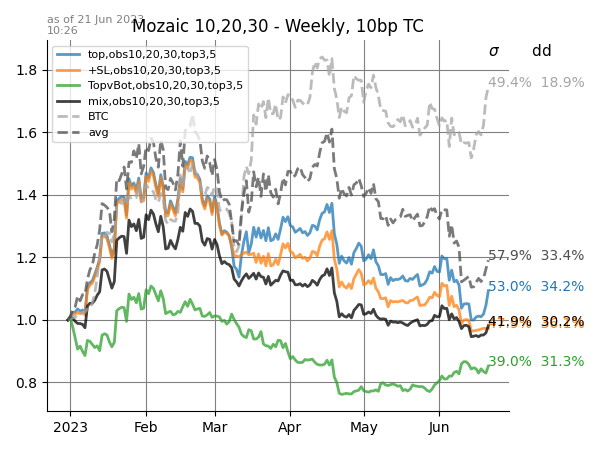 as of 21 Jun 2023
10:26
Mozaic 10,20,30 - Weekly, 10bp TC
σ dd
top,obs10,20,30,top3,5
+SL,obs10,20,30,top3,5
TopvBot,obs10,20,30,top3,5
mix,obs10,20,30,top3,5
BTC
avg
1.8
1.6
1.4
1.2
1.0
0.8
49.4% 18.9%
57.9% 33.4%
53.0% 34.2%
41.9% 30.2%
39.0% 31.3%
2023 Feb Mar Apr May Jun